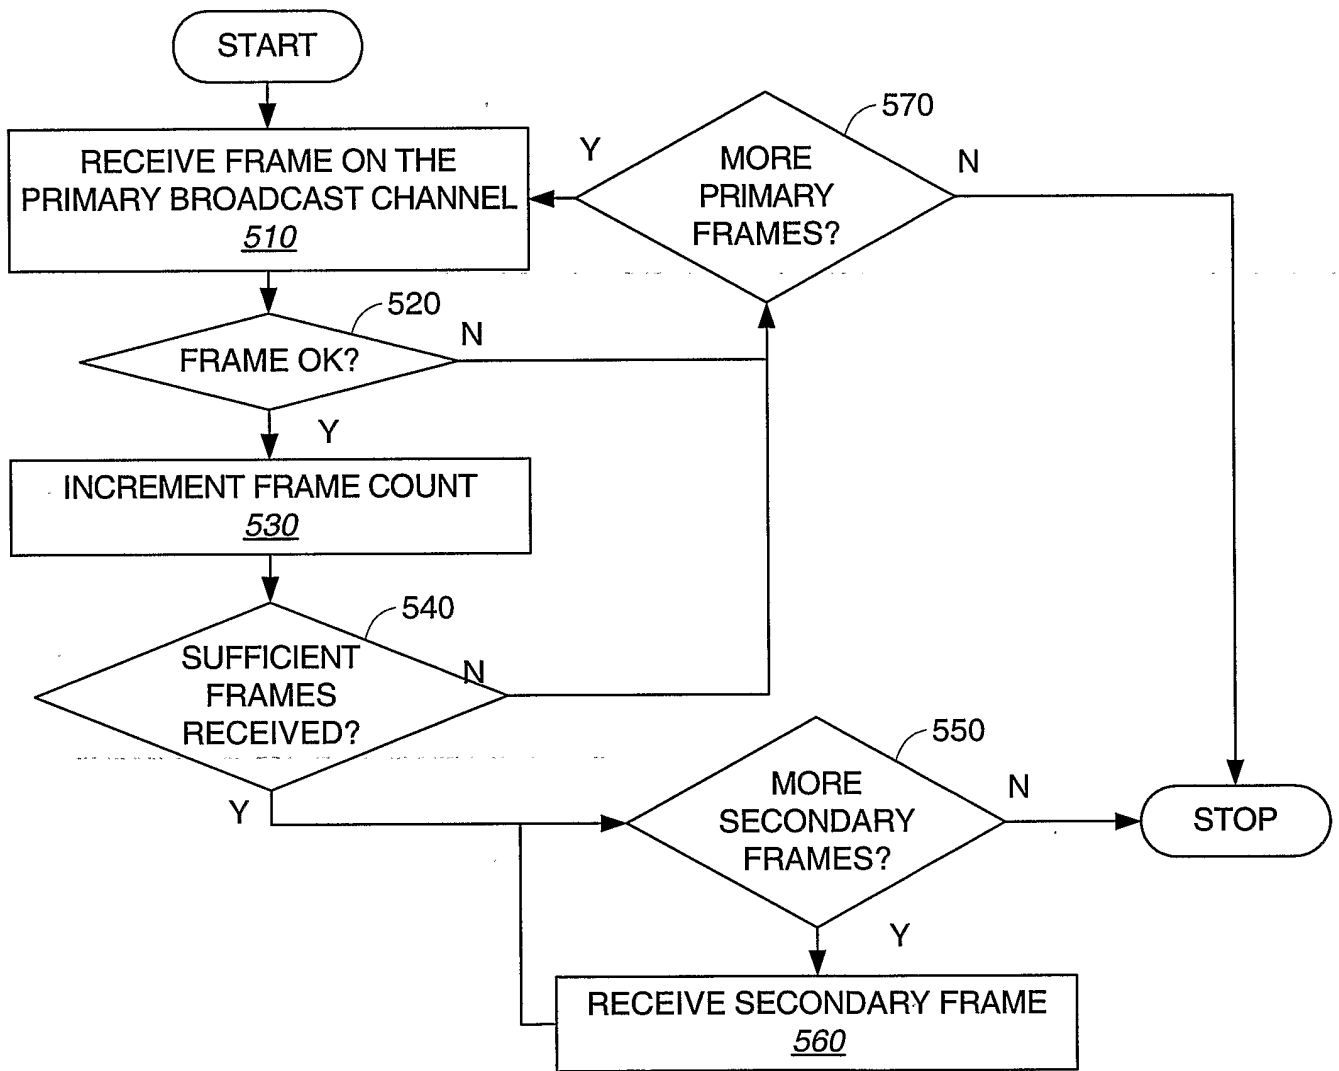 START
RECEIVE FRAME ON THE
PRIMARY BROADCAST CHANNEL
510
570
Y
MORE
PRIMARY
FRAMES?
N
520
FRAME OK?
N
Y
INCREMENT FRAME COUNT
530
540
SUFFICIENT
FRAMES
RECEIVED?
N
Y
550
MORE
SECONDARY
FRAMES?
N
STOP
Y
RECEIVE SECONDARY FRAME
560